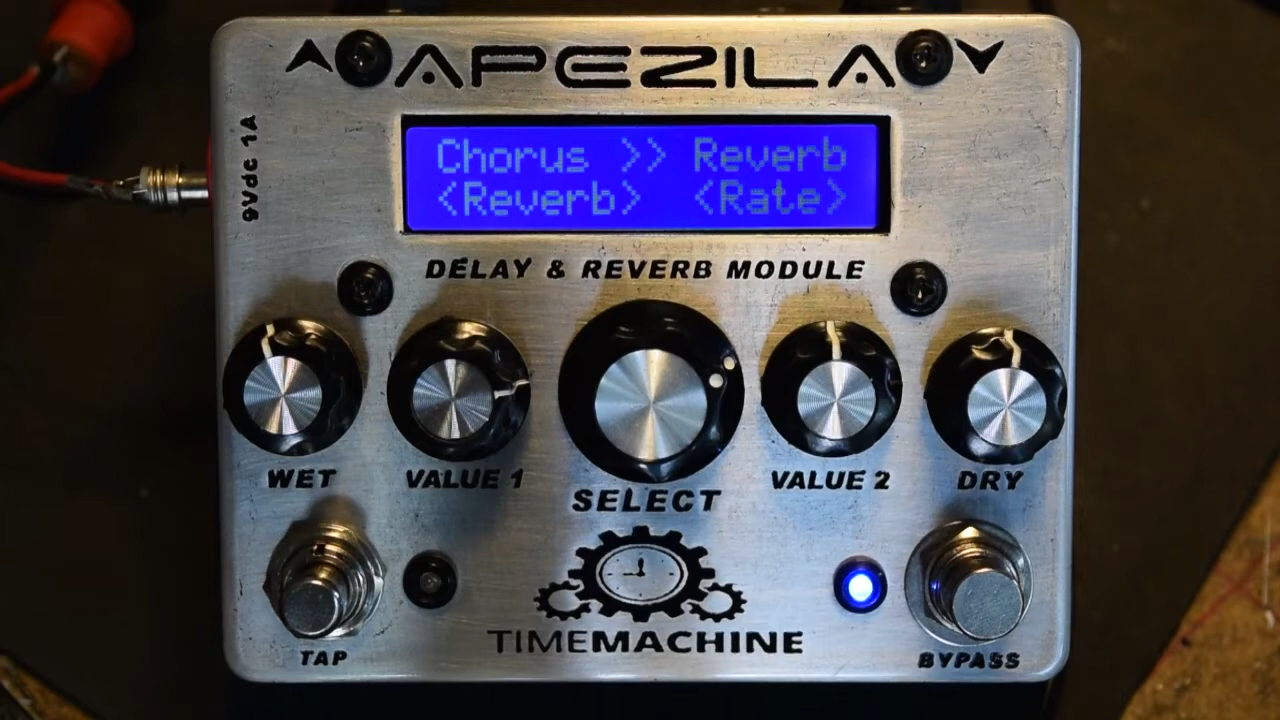 APEZILA
9Vdc 1A
Chorus >> Reverb
<Reverb> <Rate>
DELAY & REVERB MODULE
WET
VALUE 1
SELECT
VALUE 2
DRY
TIMEMACHINE
TAP
BYPASS